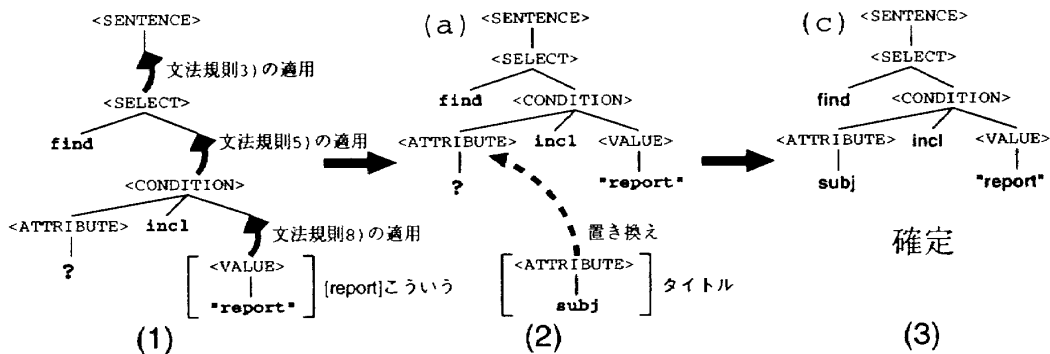 <SENTENCE>
文法規則3)の適用
<SELECT>
find
文法規則5)の適用
<CONDITION>
<ATTRIBUTE>
incl
文法規則8)の適用
?
<VALUE>
"report"
[report]こういう
(1)
(a)
<SENTENCE>
<SELECT>
find
<CONDITION>
<ATTRIBUTE>
incl
<VALUE>
?
"report"
置き換え
<ATTRIBUTE>
subj
タイトル
(2)
(c)
<SENTENCE>
<SELECT>
find
<CONDITION>
<ATTRIBUTE>
incl
<VALUE>
subj
"report"
確定
(3)